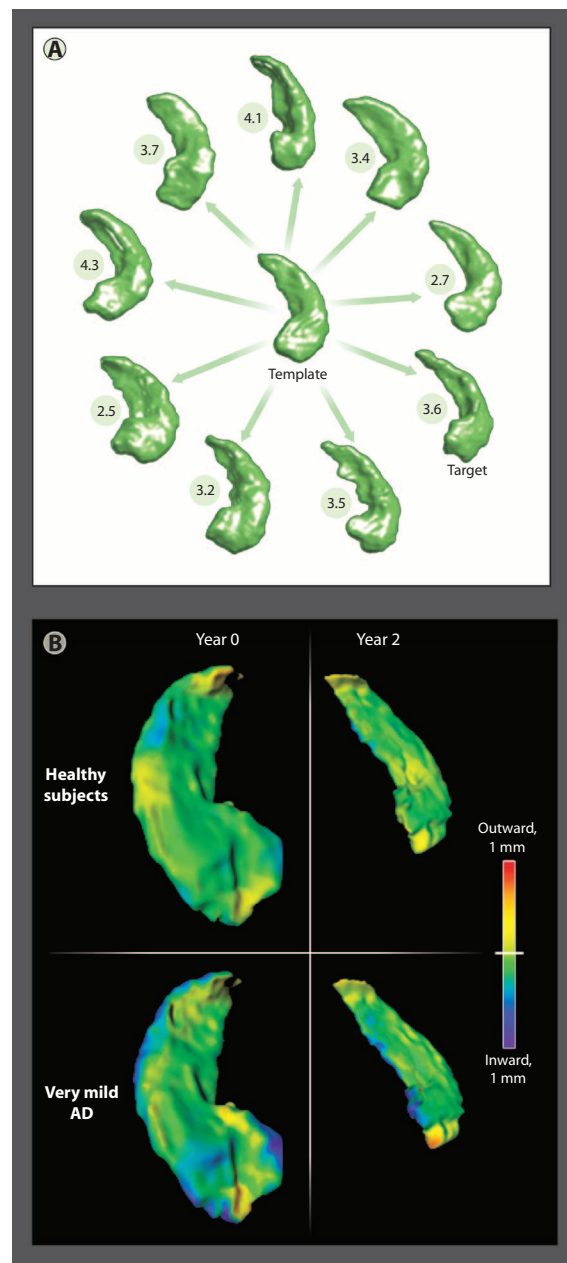 A
4.1
3.7
3.4
4.3
2.7
Template
2.5
3.6
Target
3.2
3.5
B
Year 0
Year 2
Healthy
subjects
Outward,
1 mm
Inward,
1 mm
Very mild
AD